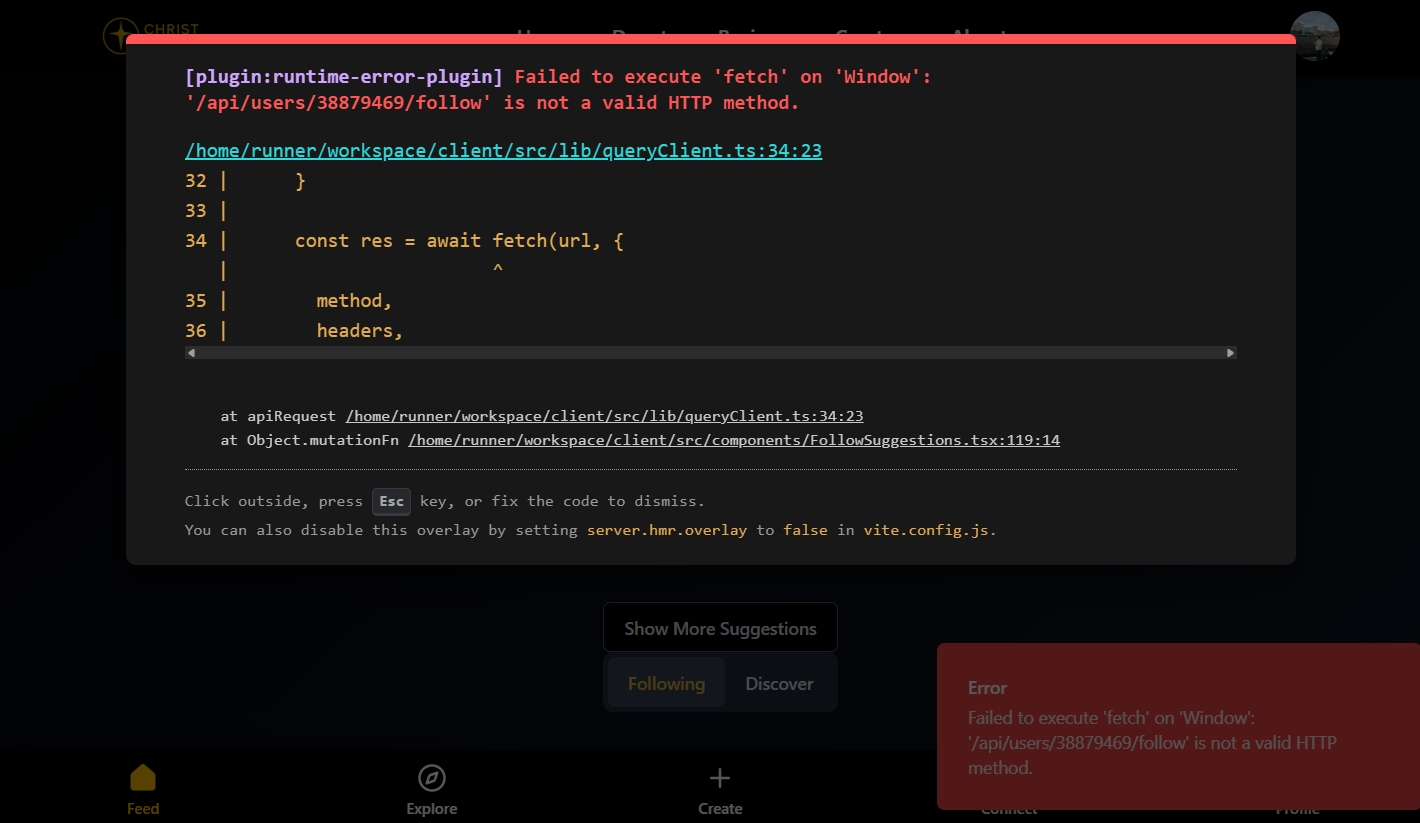 CHRIST
[plugin:runtime-error-plugin] Failed to execute 'fetch' on 'Window':
'/api/users/38879469/follow' is not a valid HTTP method.
/home/runner/workspace/client/src/lib/queryClient.ts:34:23
32 |      }
33 |
34 |      const res = await fetch(url, {
   |                        ^
35 |        method,
36 |        headers,
at apiRequest /home/runner/workspace/client/src/lib/queryClient.ts:34:23
at Object.mutationFn /home/runner/workspace/client/src/components/FollowSuggestions.tsx:119:14
Click outside, press Esc key, or fix the code to dismiss.
You can also disable this overlay by setting server.hmr.overlay to false in vite.config.js.
Show More Suggestions
Following Discover
Error
Failed to execute 'fetch' on 'Window':
'/api/users/38879469/follow' is not a valid HTTP
method.
Feed Explore Create Connect Profile